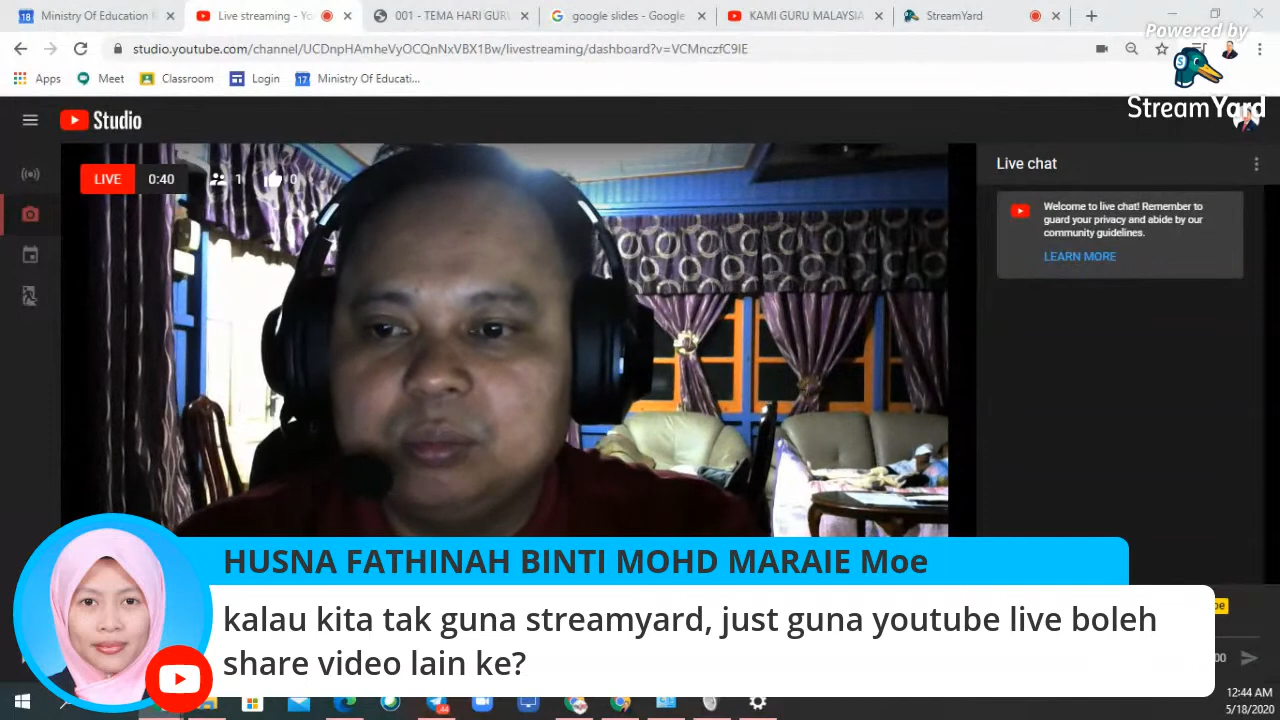 Ministry Of Education
Live streaming - Yo
001 - TEMA HARI GURU
google slides - Google
KAMI GURU MALAYSIA
StreamYard
Powered by
studio.youtube.com/channel/UCDnpHAmheVyOCQnNxVBX1Bw/livestreaming/dashboard?v=VCMnczfC9IE
Apps
Meet
Classroom
Login
Ministry Of Educati...
StreamYard
Studio
LIVE
0:40
1
0
Live chat
Welcome to live chat! Remember to
guard your privacy and abide by our
community guidelines.
LEARN MORE
HUSNA FATHINAH BINTI MOHD MARAIE Moe
kalau kita tak guna streamyard, just guna youtube live boleh
share video lain ke?
12:44 AM
5/18/2020